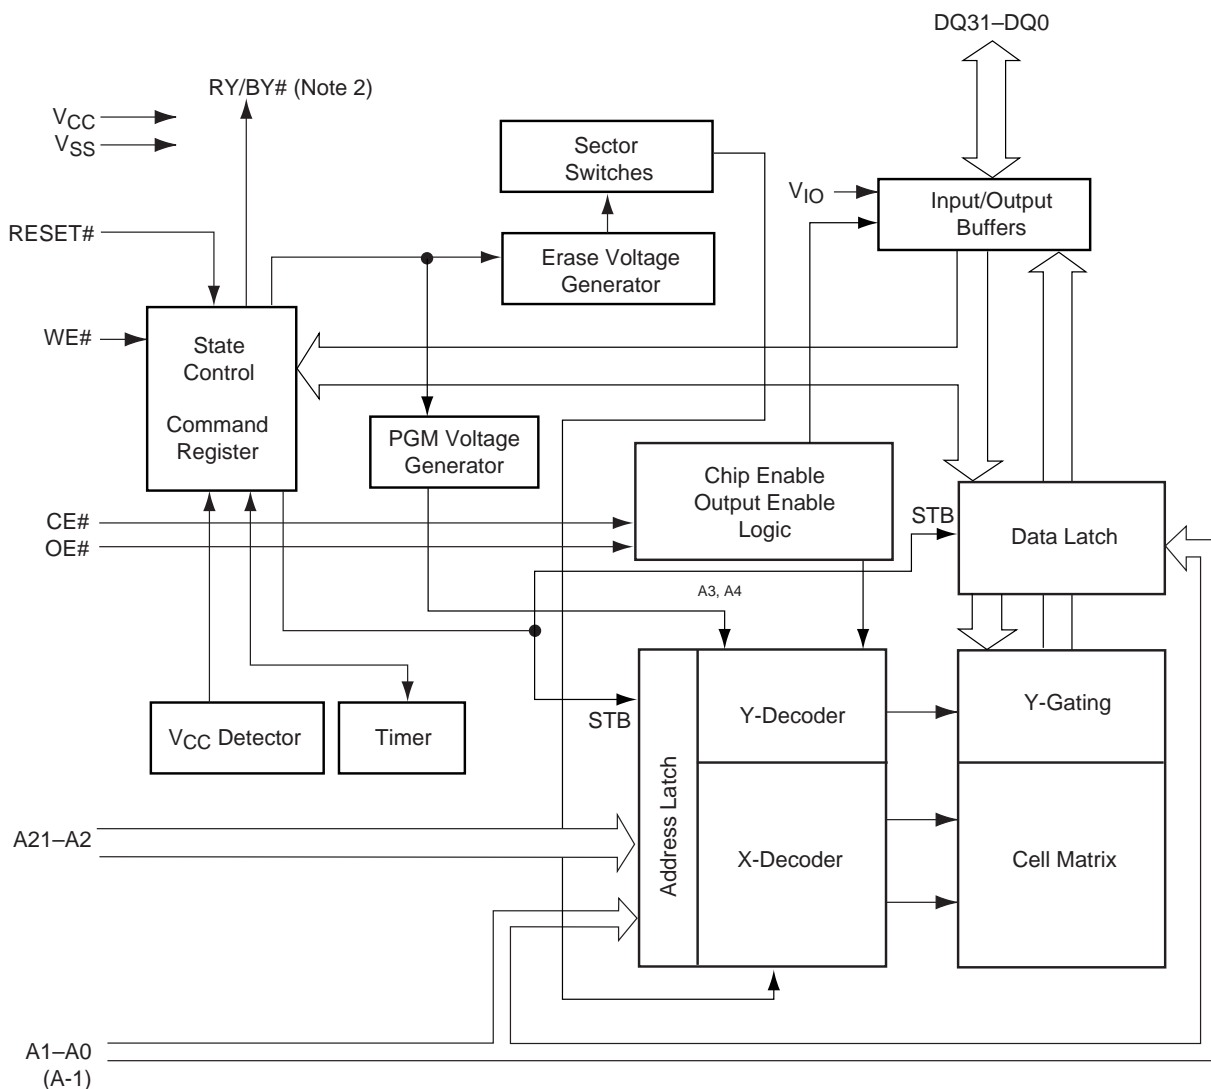 DQ31–DQ0
RY/BY# (Note 2)
VCC
VSS
Sector
Switches
VIO
Input/Output
Buffers
RESET#
Erase Voltage
Generator
WE#
State
Control
Command
Register
PGM Voltage
Generator
Chip Enable
Output Enable
Logic
CE#
OE#
STB
Data Latch
A3, A4
STB
Y-Decoder
Y-Gating
VCC Detector
Timer
Address Latch
A21–A2
X-Decoder
Cell Matrix
A1–A0
(A-1)